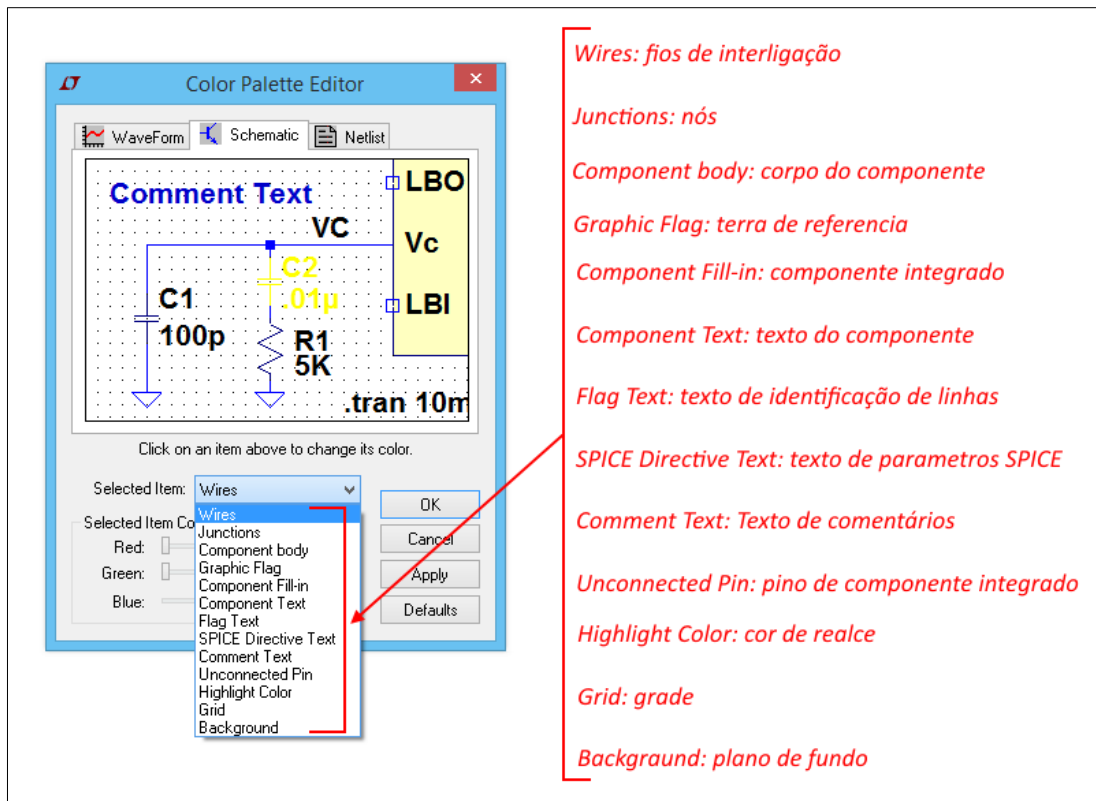 Color Palette Editor
WaveForm
Schematic
Netlist
Comment Text
LBO
VC
Vc
C2
.01µ
C1
100p
LBI
R1
5K
.tran 10m
Click on an item above to change its color.
Selected Item: Wires
Wires
Junctions
Component body
Graphic Flag
Component Fill-in
Component Text
Flag Text
SPICE Directive Text
Comment Text
Unconnected Pin
Highlight Color
Grid
Background
Selected Item Co
Red:
Green:
Blue:
OK
Cancel
Apply
Defaults
Wires: fios de interligação
Junctions: nós
Component body: corpo do componente
Graphic Flag: terra de referencia
Component Fill-in: componente integrado
Component Text: texto do componente
Flag Text: texto de identificação de linhas
SPICE Directive Text: texto de parametros SPICE
Comment Text: Texto de comentários
Unconnected Pin: pino de componente integrado
Highlight Color: cor de realce
Grid: grade
Backgraund: plano de fundo